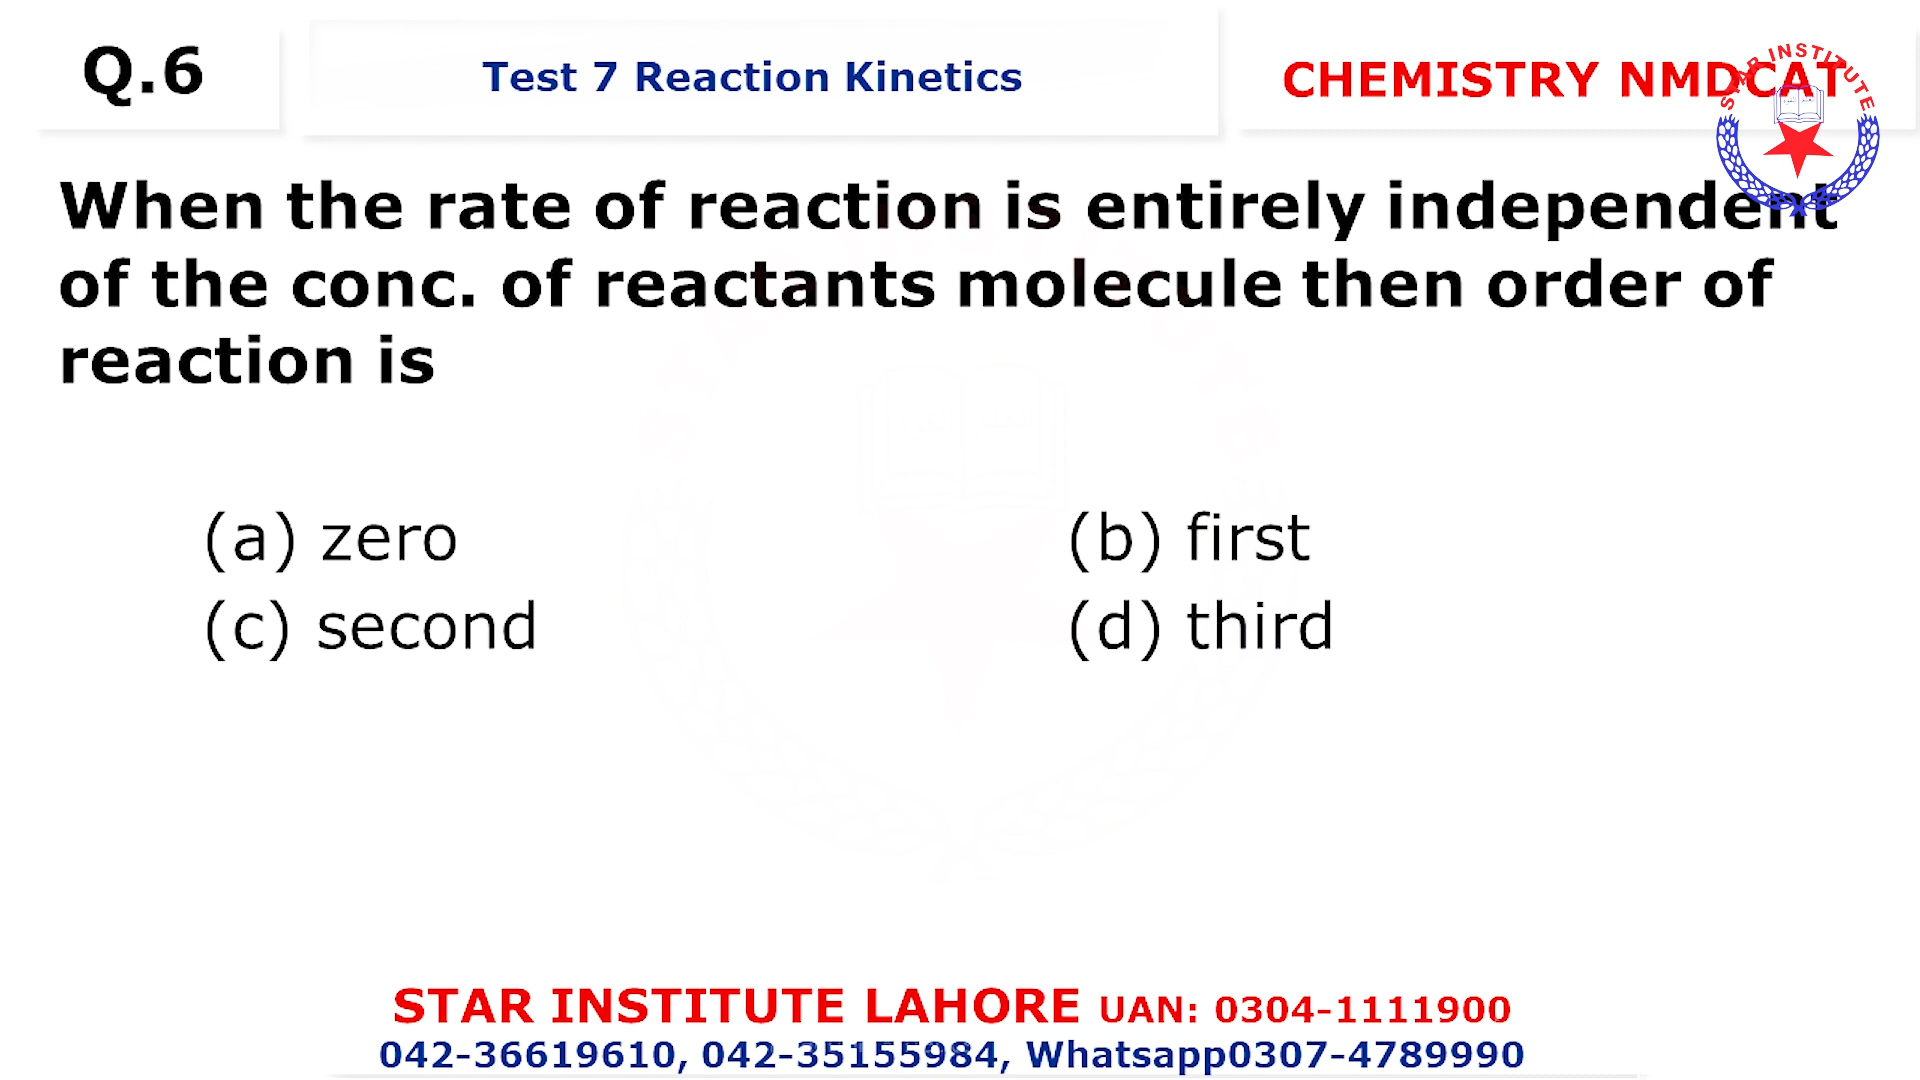 Q.6
Test 7 Reaction Kinetics
CHEMISTRY NMDCAT
STAR INSTITUTE
When the rate of reaction is entirely independent
of the conc. of reactants molecule then order of
reaction is
(a) zero
(b) first
(c) second
(d) third
STAR INSTITUTE LAHORE UAN: 0304-1111900
042-36619610, 042-35155984, Whatsapp0307-4789990